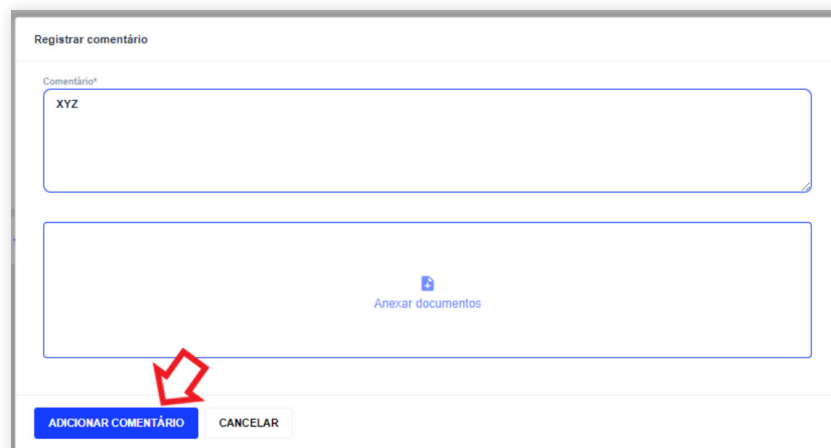 Registrar comentário
Comentário*
XYZ
Anexar documentos
ADICIONAR COMENTÁRIO CANCELAR